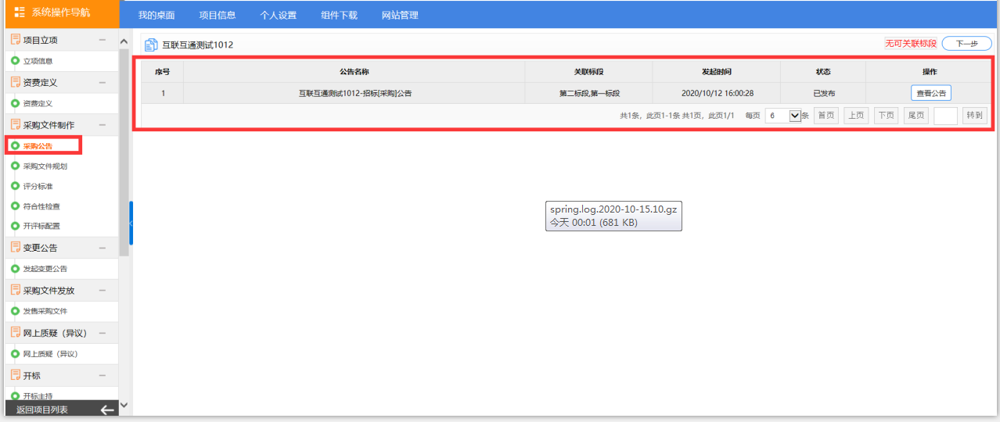 系统操作导航
我的桌面 项目信息 个人设置 组件下载 网站管理
项目立项
立项信息
资费定义
资费定义
采购文件制作
采购公告
采购文件规划
评分标准
符合性检查
开评标配置
变更公告
发起变更公告
采购文件发放
发售采购文件
网上质疑（异议）
网上质疑（异议）
开标
开标主持
返回项目列表
互联互通测试1012
无可关联标段 下一步
序号 公告名称 关联标段 发起时间 状态 操作
1 互联互通测试1012-招标[采购]公告 第二标段,第一标段 2020/10/12 16:00:28 已发布 查看公告
共1条，此页1-1条 共1页，此页1/1 每页 6 条 首页 上页 下页 尾页 转到
spring.log.2020-10-15.10.gz
今天 00:01 (681 KB)